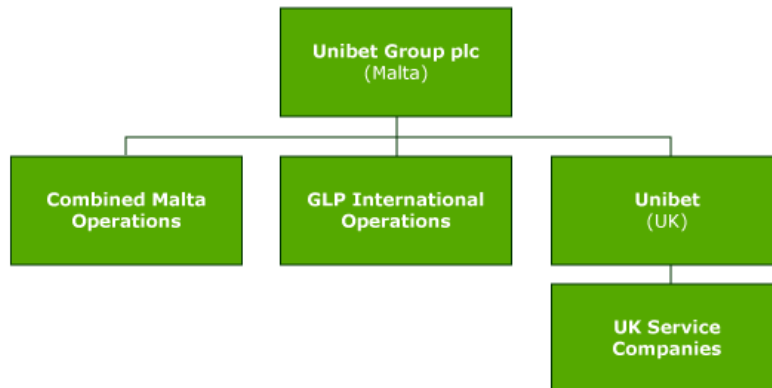 Unibet Group plc
(Malta)
Combined Malta
Operations
GLP International
Operations
Unibet
(UK)
UK Service
Companies